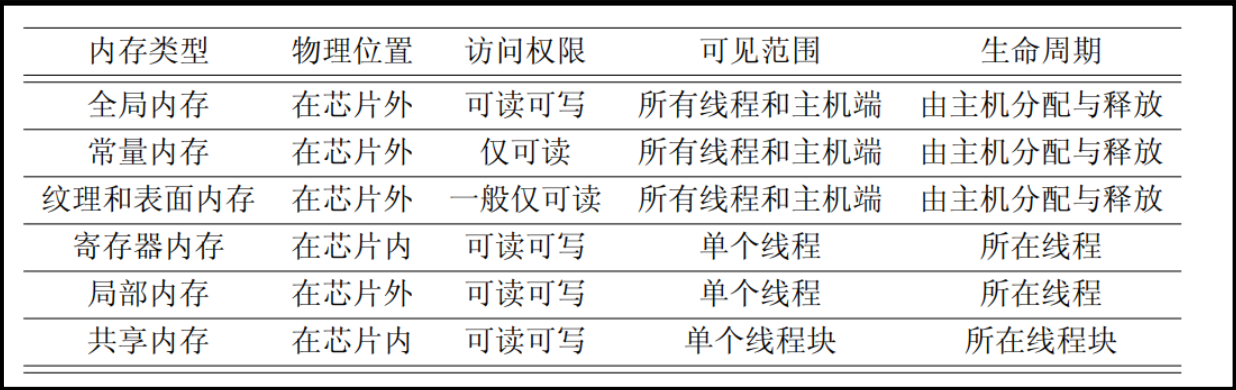 内存类型 物理位置 访问权限 可见范围 生命周期
全局内存 在芯片外 可读可写 所有线程和主机端 由主机分配与释放
常量内存 在芯片外 仅可读 所有线程和主机端 由主机分配与释放
纹理和表面内存 在芯片外 一般仅可读 所有线程和主机端 由主机分配与释放
寄存器内存 在芯片内 可读可写 单个线程 所在线程
局部内存 在芯片外 可读可写 单个线程 所在线程
共享内存 在芯片内 可读可写 单个线程块 所在线程块